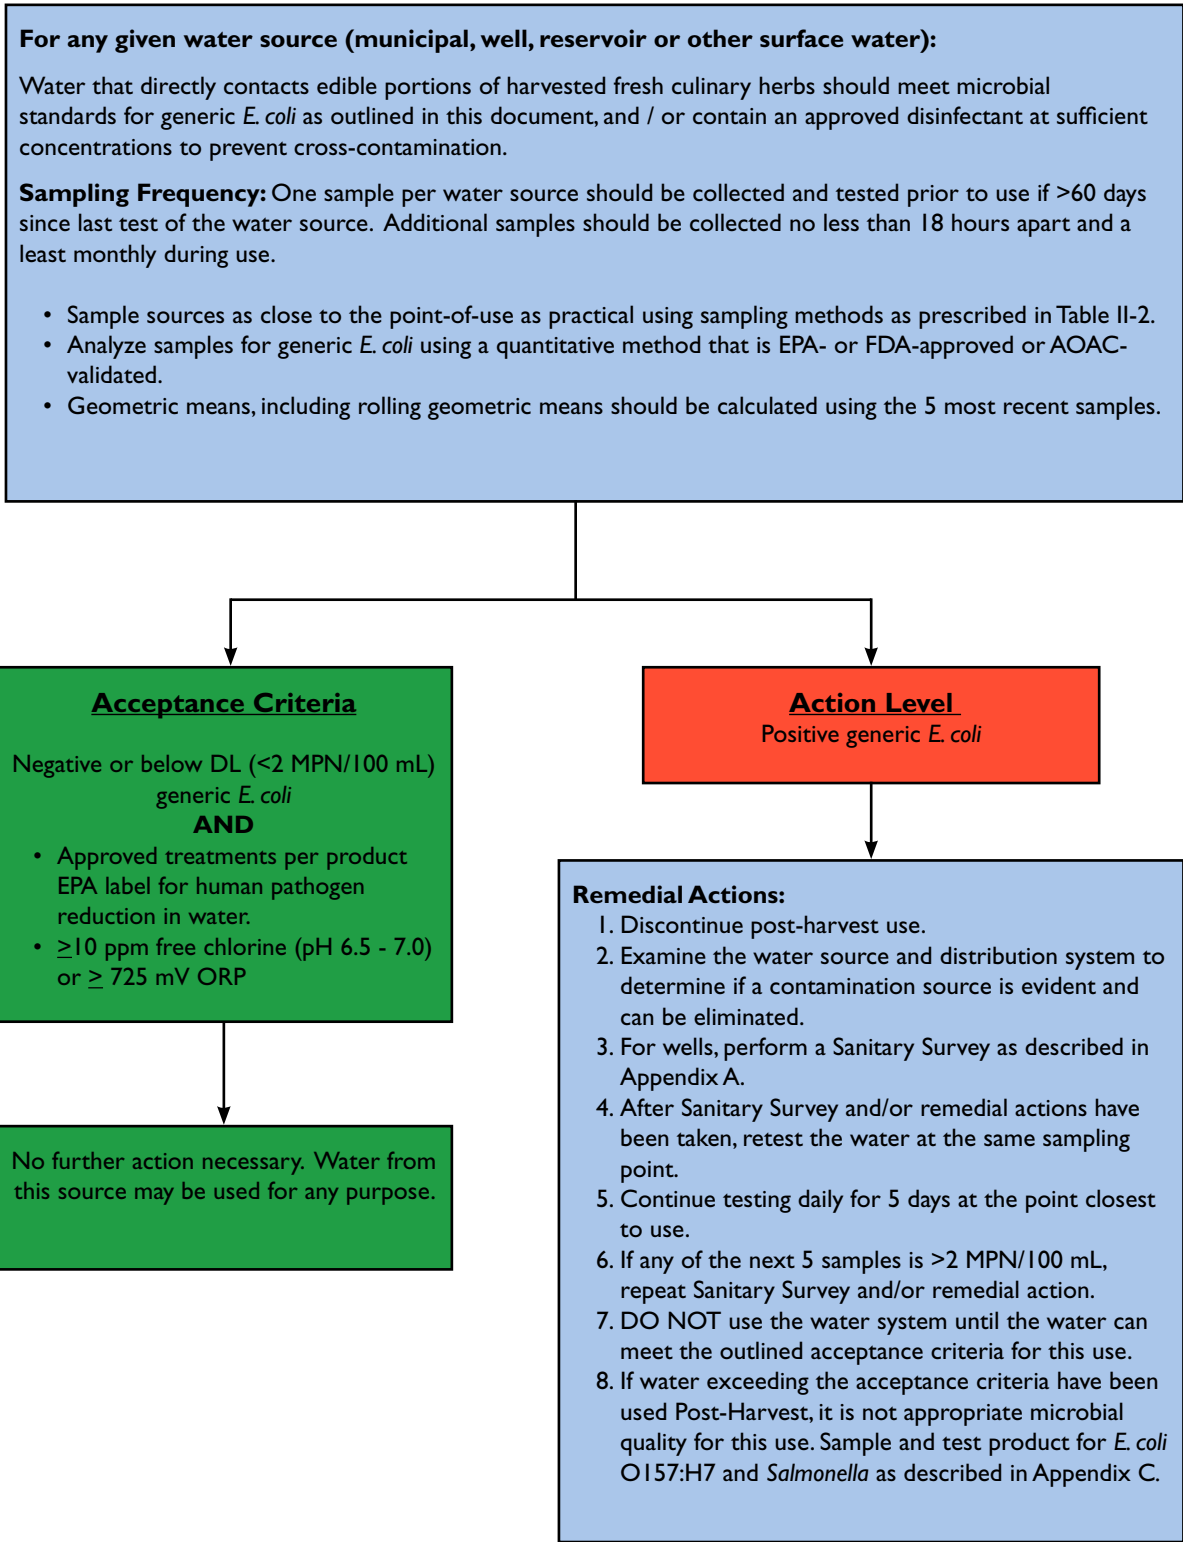 For any given water source (municipal, well, reservoir or other surface water):
Water that directly contacts edible portions of harvested fresh culinary herbs should meet microbial
standards for generic E. coli as outlined in this document, and / or contain an approved disinfectant at sufficient
concentrations to prevent cross-contamination.
Sampling Frequency: One sample per water source should be collected and tested prior to use if >60 days
since last test of the water source. Additional samples should be collected no less than 18 hours apart and a
least monthly during use.
• Sample sources as close to the point-of-use as practical using sampling methods as prescribed in Table II-2.
• Analyze samples for generic E. coli using a quantitative method that is EPA- or FDA-approved or AOAC-
validated.
• Geometric means, including rolling geometric means should be calculated using the 5 most recent samples.
Acceptance Criteria
Negative or below DL (<2 MPN/100 mL)
generic E. coli
AND
• Approved treatments per product
EPA label for human pathogen
reduction in water.
• ≥10 ppm free chlorine (pH 6.5 - 7.0)
or ≥ 725 mV ORP
No further action necessary. Water from
this source may be used for any purpose.
Action Level
Positive generic E. coli
Remedial Actions:
1. Discontinue post-harvest use.
2. Examine the water source and distribution system to
determine if a contamination source is evident and
can be eliminated.
3. For wells, perform a Sanitary Survey as described in
Appendix A.
4. After Sanitary Survey and/or remedial actions have
been taken, retest the water at the same sampling
point.
5. Continue testing daily for 5 days at the point closest
to use.
6. If any of the next 5 samples is >2 MPN/100 mL,
repeat Sanitary Survey and/or remedial action.
7. DO NOT use the water system until the water can
meet the outlined acceptance criteria for this use.
8. If water exceeding the acceptance criteria have been
used Post-Harvest, it is not appropriate microbial
quality for this use. Sample and test product for E. coli
O157:H7 and Salmonella as described in Appendix C.